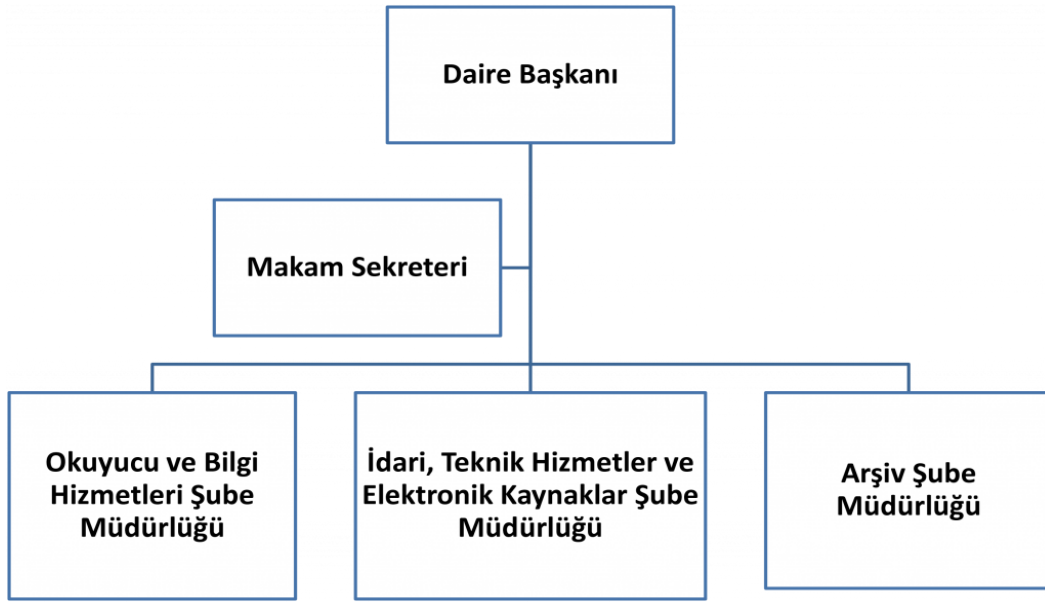 Daire Başkanı
Makam Sekreteri
Okuyucu ve Bilgi
Hizmetleri Şube
Müdürlüğü
İdari, Teknik Hizmetler ve
Elektronik Kaynaklar Şube
Müdürlüğü
Arşiv Şube
Müdürlüğü